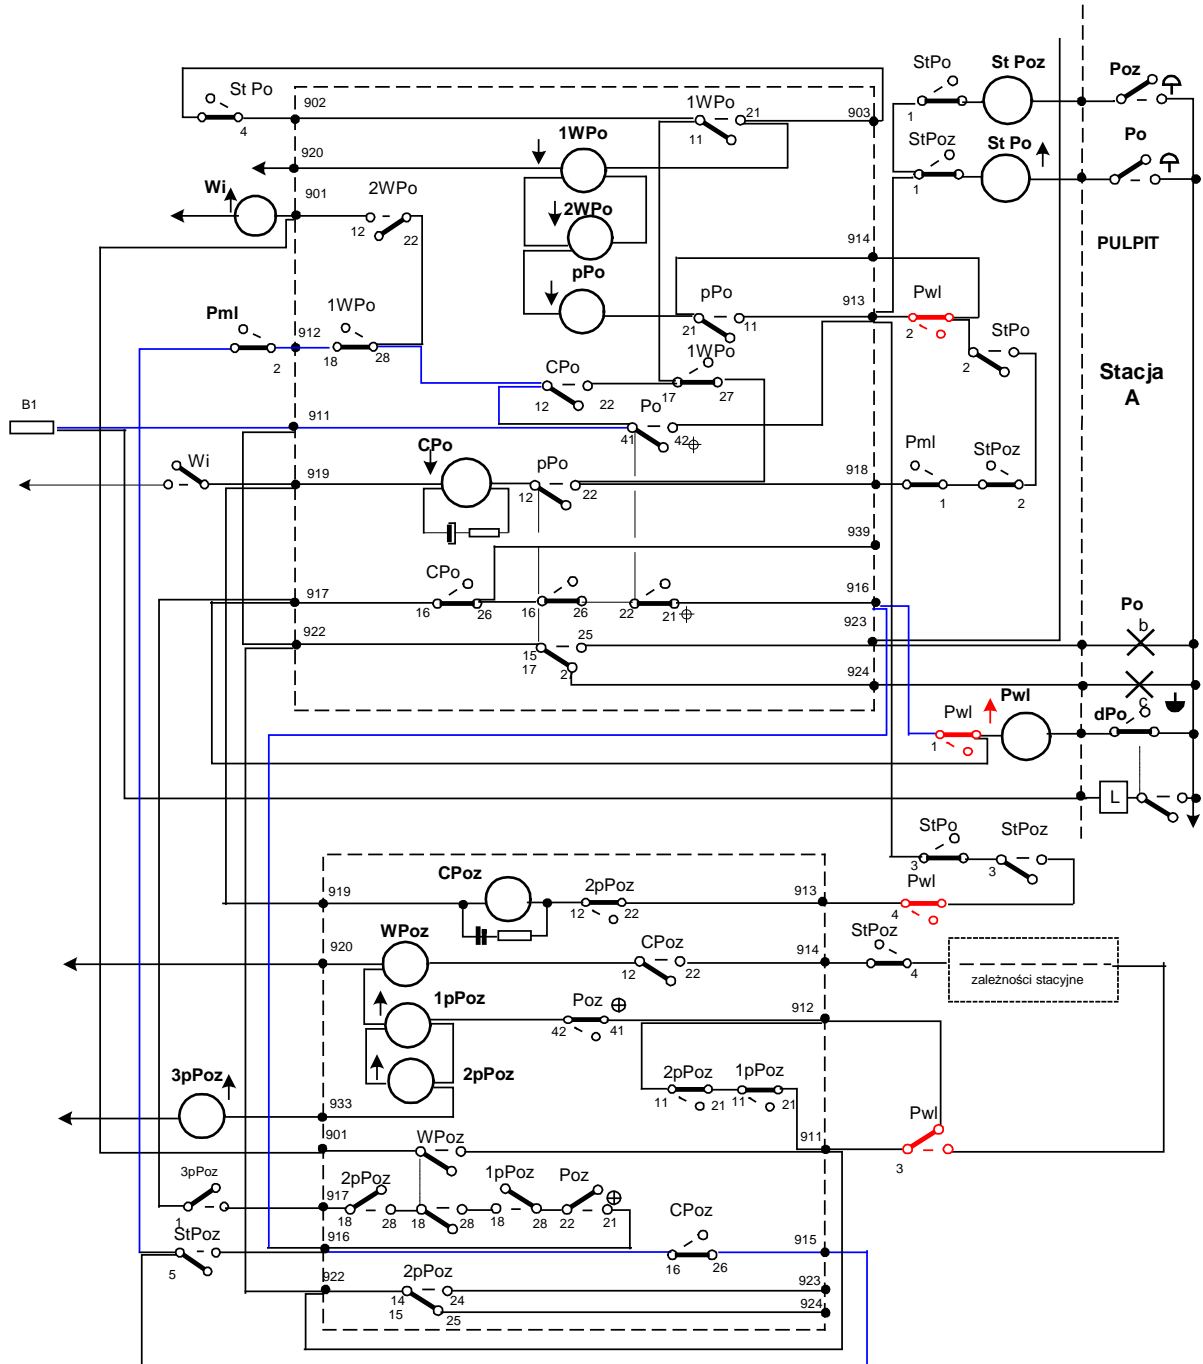 St Po
4
902
1WPo
21
11
903
StPo
1
St Poz
Poz
920
1WPo
StPoz
1
St Po
Po
Wi
901
2WPo
12
22
2WPo
914
PULPIT
pPo
pPo
21
11
913
Pwl
2
StPo
2
Pml
2
912
1WPo
18
28
1WPo
17
27
CPo
12
22
Stacja
A
B1
911
Po
41
42
Pml
1
StPoz
2
Wi
919
CPo
pPo
12
22
918
939
917
CPo
16
26
16
26
22
21
916
923
Po
b
922
15
17
25
27
924
c
Pwl
1
Pwl
dPo
L
StPo
3
StPoz
3
919
CPoz
2pPoz
12
22
913
Pwl
4
920
WPoz
CPoz
12
22
914
StPoz
4
zależności stacyjne
1pPoz
Poz
42
41
912
2pPoz
2pPoz
11
21
1pPoz
11
21
3pPoz
933
901
WPoz
911
Pwl
3
3pPoz
1
917
2pPoz
18
28
18
28
1pPoz
18
28
Poz
22
21
StPoz
5
916
CPoz
16
26
915
922
2pPoz
14
15
24
25
923
924